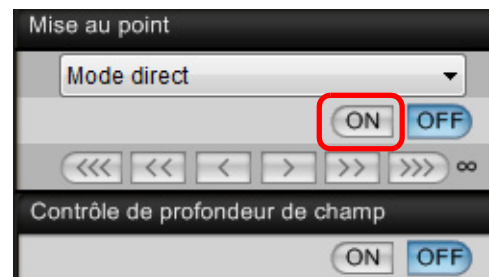 Mise au point
Mode direct
ON OFF
<<< << < > >> >>> ∞
Contrôle de profondeur de champ
ON OFF